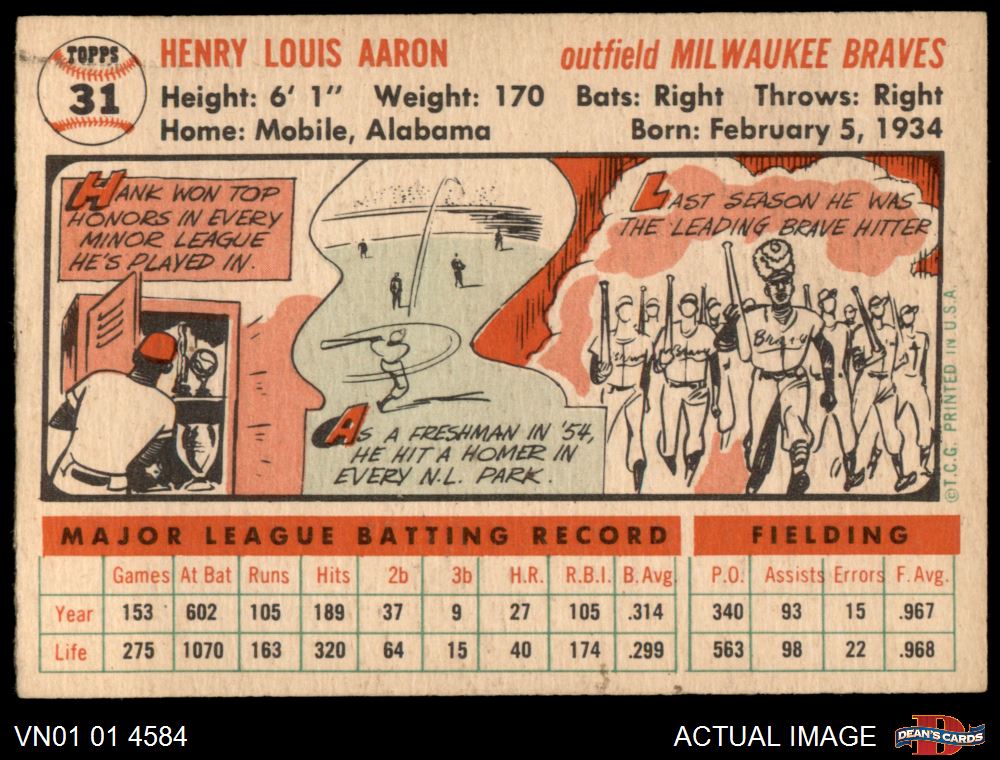 TOPPS
31
HENRY LOUIS AARON
outfield MILWAUKEE BRAVES
Height: 6' 1" Weight: 170 Bats: Right Throws: Right
Home: Mobile, Alabama Born: February 5, 1934
HANK WON TOP
HONORS IN EVERY
MINOR LEAGUE
HE'S PLAYED IN.
AS A FRESHMAN IN '54,
HE HIT A HOMER IN
EVERY N.L. PARK.
LAST SEASON HE WAS
THE LEADING BRAVE HITTER
Braves
©T.C.G. PRINTED IN U.S.A.
MAJOR LEAGUE BATTING RECORD FIELDING
Games At Bat Runs Hits 2b 3b H.R. R.B.I. B.Avg. P.O. Assists Errors F. Avg.
Year 153 602 105 189 37 9 27 105 .314 340 93 15 .967
Life 275 1070 163 320 64 15 40 174 .299 563 98 22 .968
VN01 01 4584
ACTUAL IMAGE
D
DEAN'S CARDS